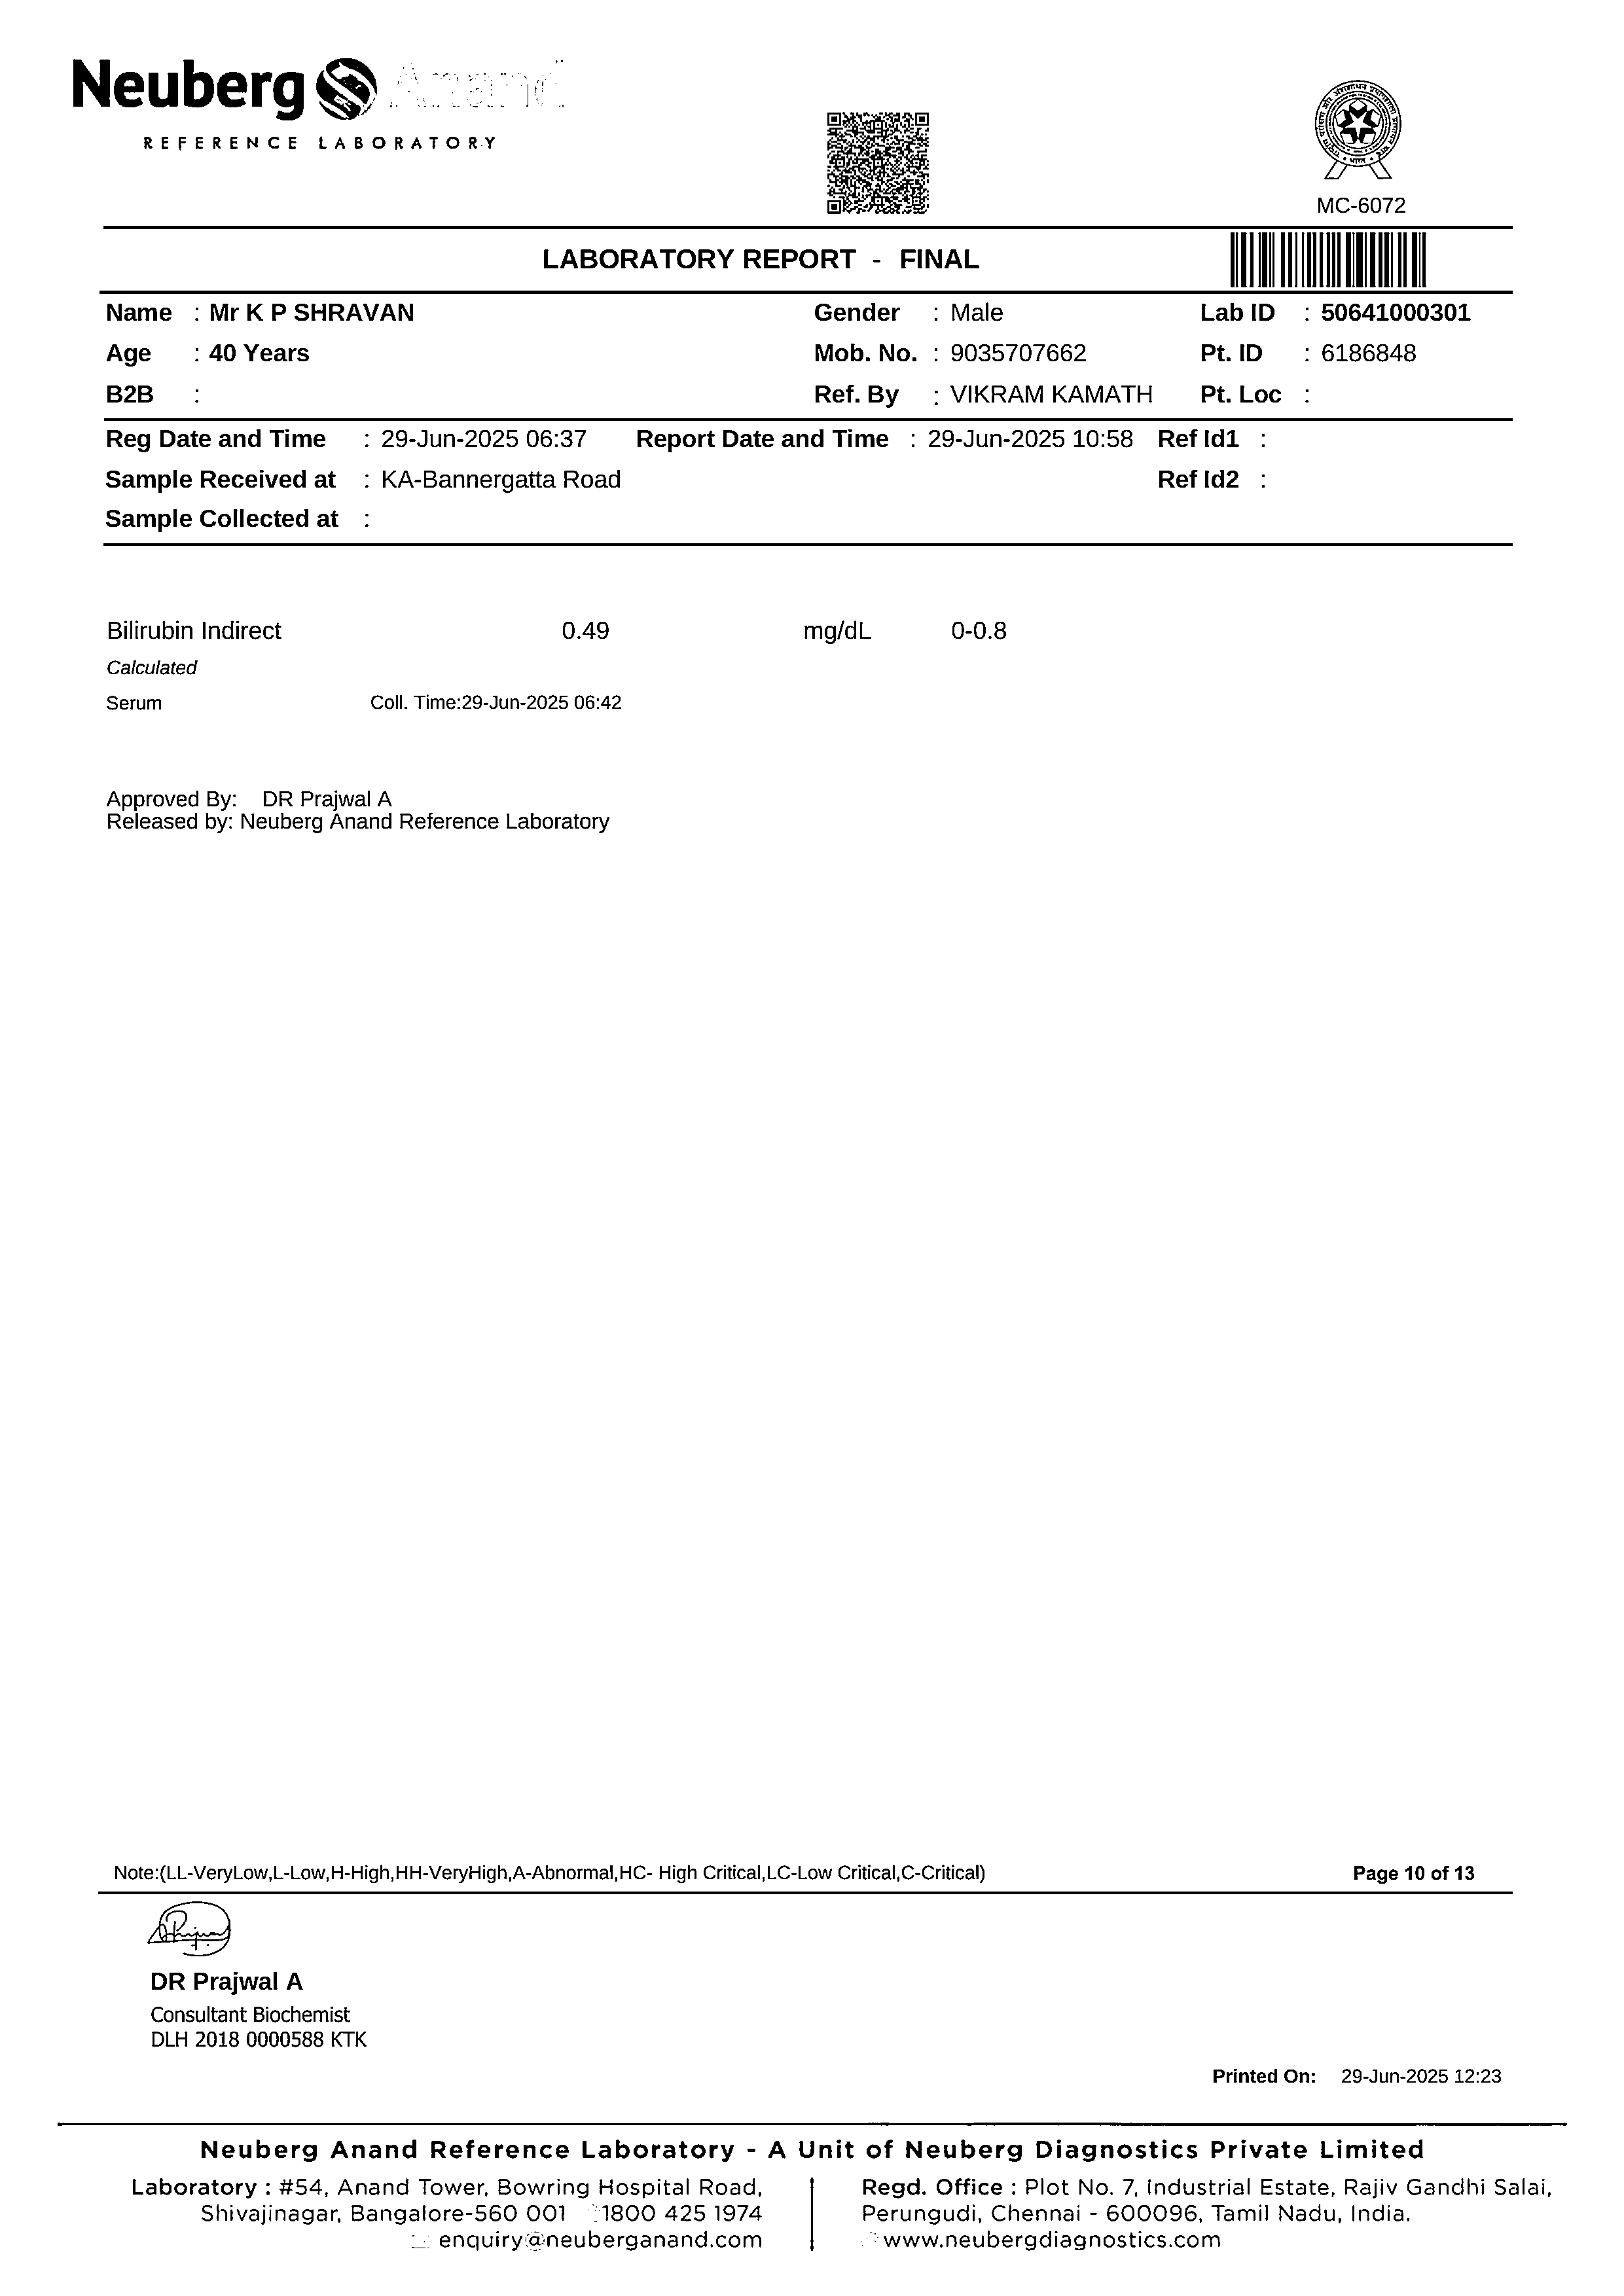 Neuberg Anand
REFERENCE LABORATORY
MC-6072
LABORATORY REPORT - FINAL
Name : Mr K P SHRAVAN Gender : Male Lab ID : 50641000301
Age : 40 Years Mob. No. : 9035707662 Pt. ID : 6186848
B2B : Ref. By : VIKRAM KAMATH Pt. Loc :
Reg Date and Time : 29-Jun-2025 06:37 Report Date and Time : 29-Jun-2025 10:58 Ref Id1 :
Sample Received at : KA-Bannergatta Road Ref Id2 :
Sample Collected at :
Bilirubin Indirect 0.49 mg/dL 0-0.8
Calculated
Serum Coll. Time:29-Jun-2025 06:42
Approved By: DR Prajwal A
Released by: Neuberg Anand Reference Laboratory
Note:(LL-VeryLow,L-Low,H-High,HH-VeryHigh,A-Abnormal,HC- High Critical,LC-Low Critical,C-Critical) Page 10 of 13
DR Prajwal A
Consultant Biochemist
DLH 2018 0000588 KTK
Printed On: 29-Jun-2025 12:23
Neuberg Anand Reference Laboratory - A Unit of Neuberg Diagnostics Private Limited
Laboratory : #54, Anand Tower, Bowring Hospital Road,
Shivajinagar, Bangalore-560 001 1800 425 1974
enquiry@neuberganand.com
Regd. Office : Plot No. 7, Industrial Estate, Rajiv Gandhi Salai,
Perungudi, Chennai - 600096, Tamil Nadu, India.
www.neubergdiagnostics.com